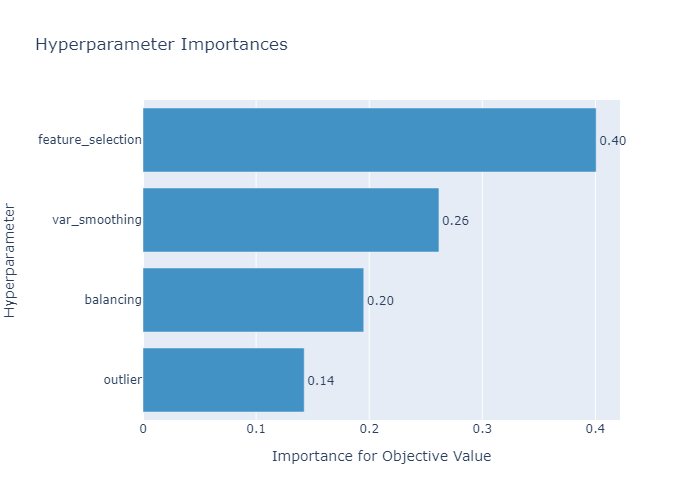 Hyperparameter Importances
Hyperparameter
feature_selection
0.40
var_smoothing
0.26
balancing
0.20
outlier
0.14
0
0.1
0.2
0.3
0.4
Importance for Objective Value